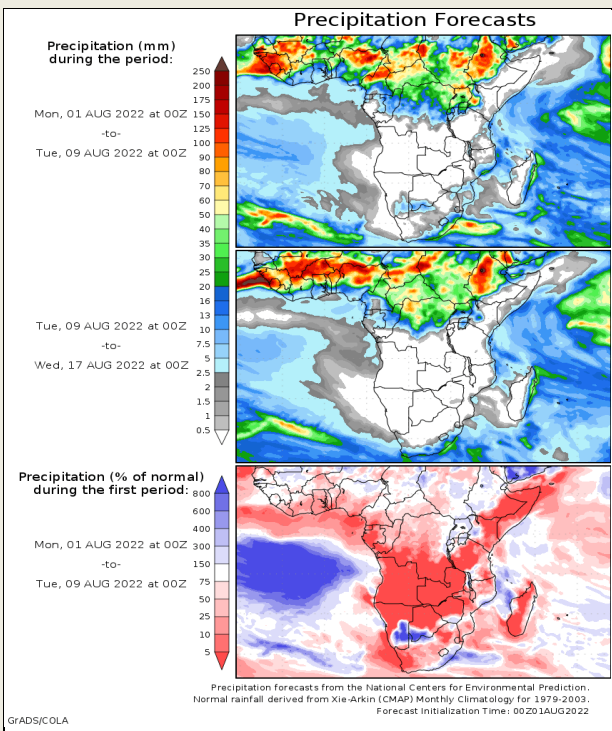 Precipitation Forecasts
Precipitation (mm)
during the period:
Mon, 01 AUG 2022 at 00Z
-to-
Tue, 09 AUG 2022 at 00Z
250
200
175
150
125
100
90
80
70
60
50
40
35
30
25
20
16
13
10
7.5
5
2.5
2
1.5
1
0.5
Tue, 09 AUG 2022 at 00Z
-to-
Wed, 17 AUG 2022 at 00Z
Precipitation (% of normal)
during the first period:
Mon, 01 AUG 2022 at 00Z
-to-
Tue, 09 AUG 2022 at 00Z
800
600
400
300
150
75
50
25
10
5
Precipitation forecasts from the National Centers for Environmental Prediction.
Normal rainfall derived from Xie-Arkin (CMAP) Monthly Climatology for 1979-2003.
Forecast Initialization Time: 00Z01AUG2022
GrADS/COLA